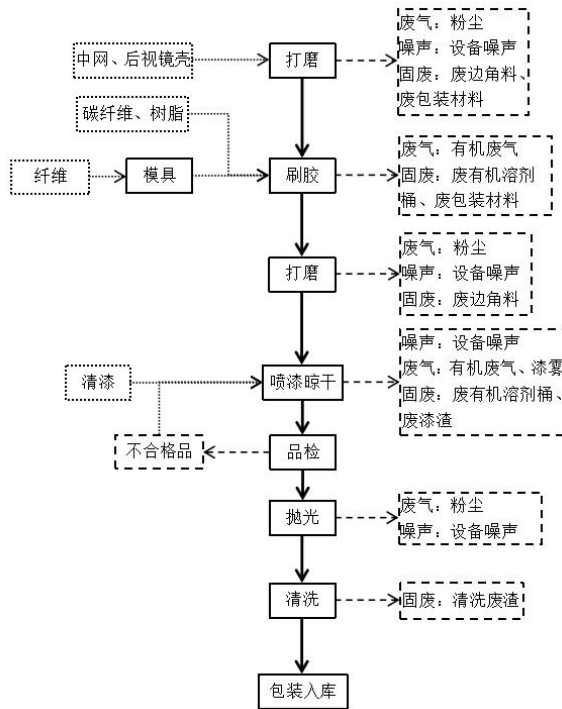 中网、后视镜壳
打磨
废气：粉尘
噪声：设备噪声
固废：废边角料、
废包装材料
碳纤维、树脂
纤维
模具
刷胶
废气：有机废气
固废：废有机溶剂
桶、废包装材料
打磨
废气：粉尘
噪声：设备噪声
固废：废边角料
清漆
喷漆晾干
噪声：设备噪声
废气：有机废气、漆雾
固废：废有机溶剂桶、
废漆渣
不合格品
品检
抛光
废气：粉尘
噪声：设备噪声
清洗
固废：清洗废渣
包装入库